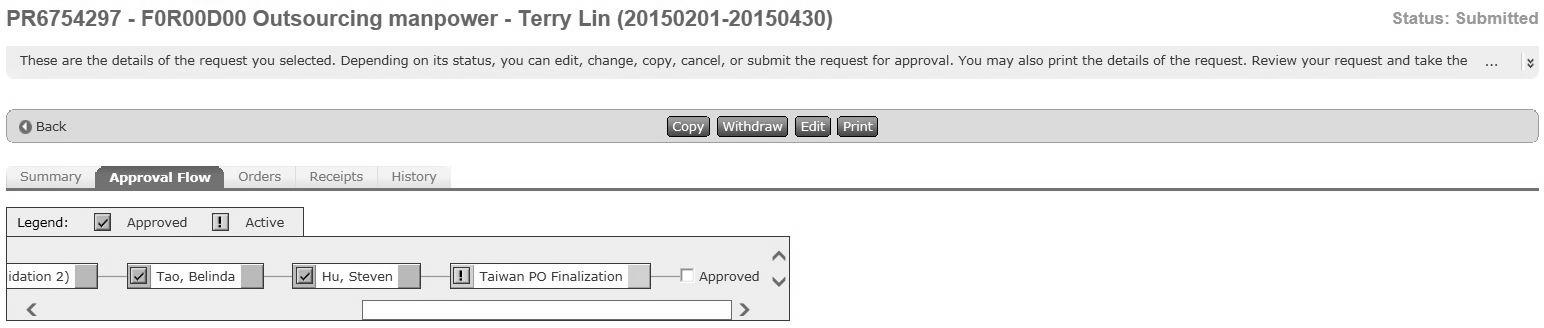 PR6754297 - F0R00D00 Outsourcing manpower - Terry Lin (20150201-20150430) Status: Submitted
These are the details of the request you selected. Depending on its status, you can edit, change, copy, cancel, or submit the request for approval. You may also print the details of the request. Review your request and take the ...
Back Copy Withdraw Edit Print
Summary Approval Flow Orders Receipts History
Legend: Approved ! Active
idation 2) Tao, Belinda Hu, Steven ! Taiwan PO Finalization Approved